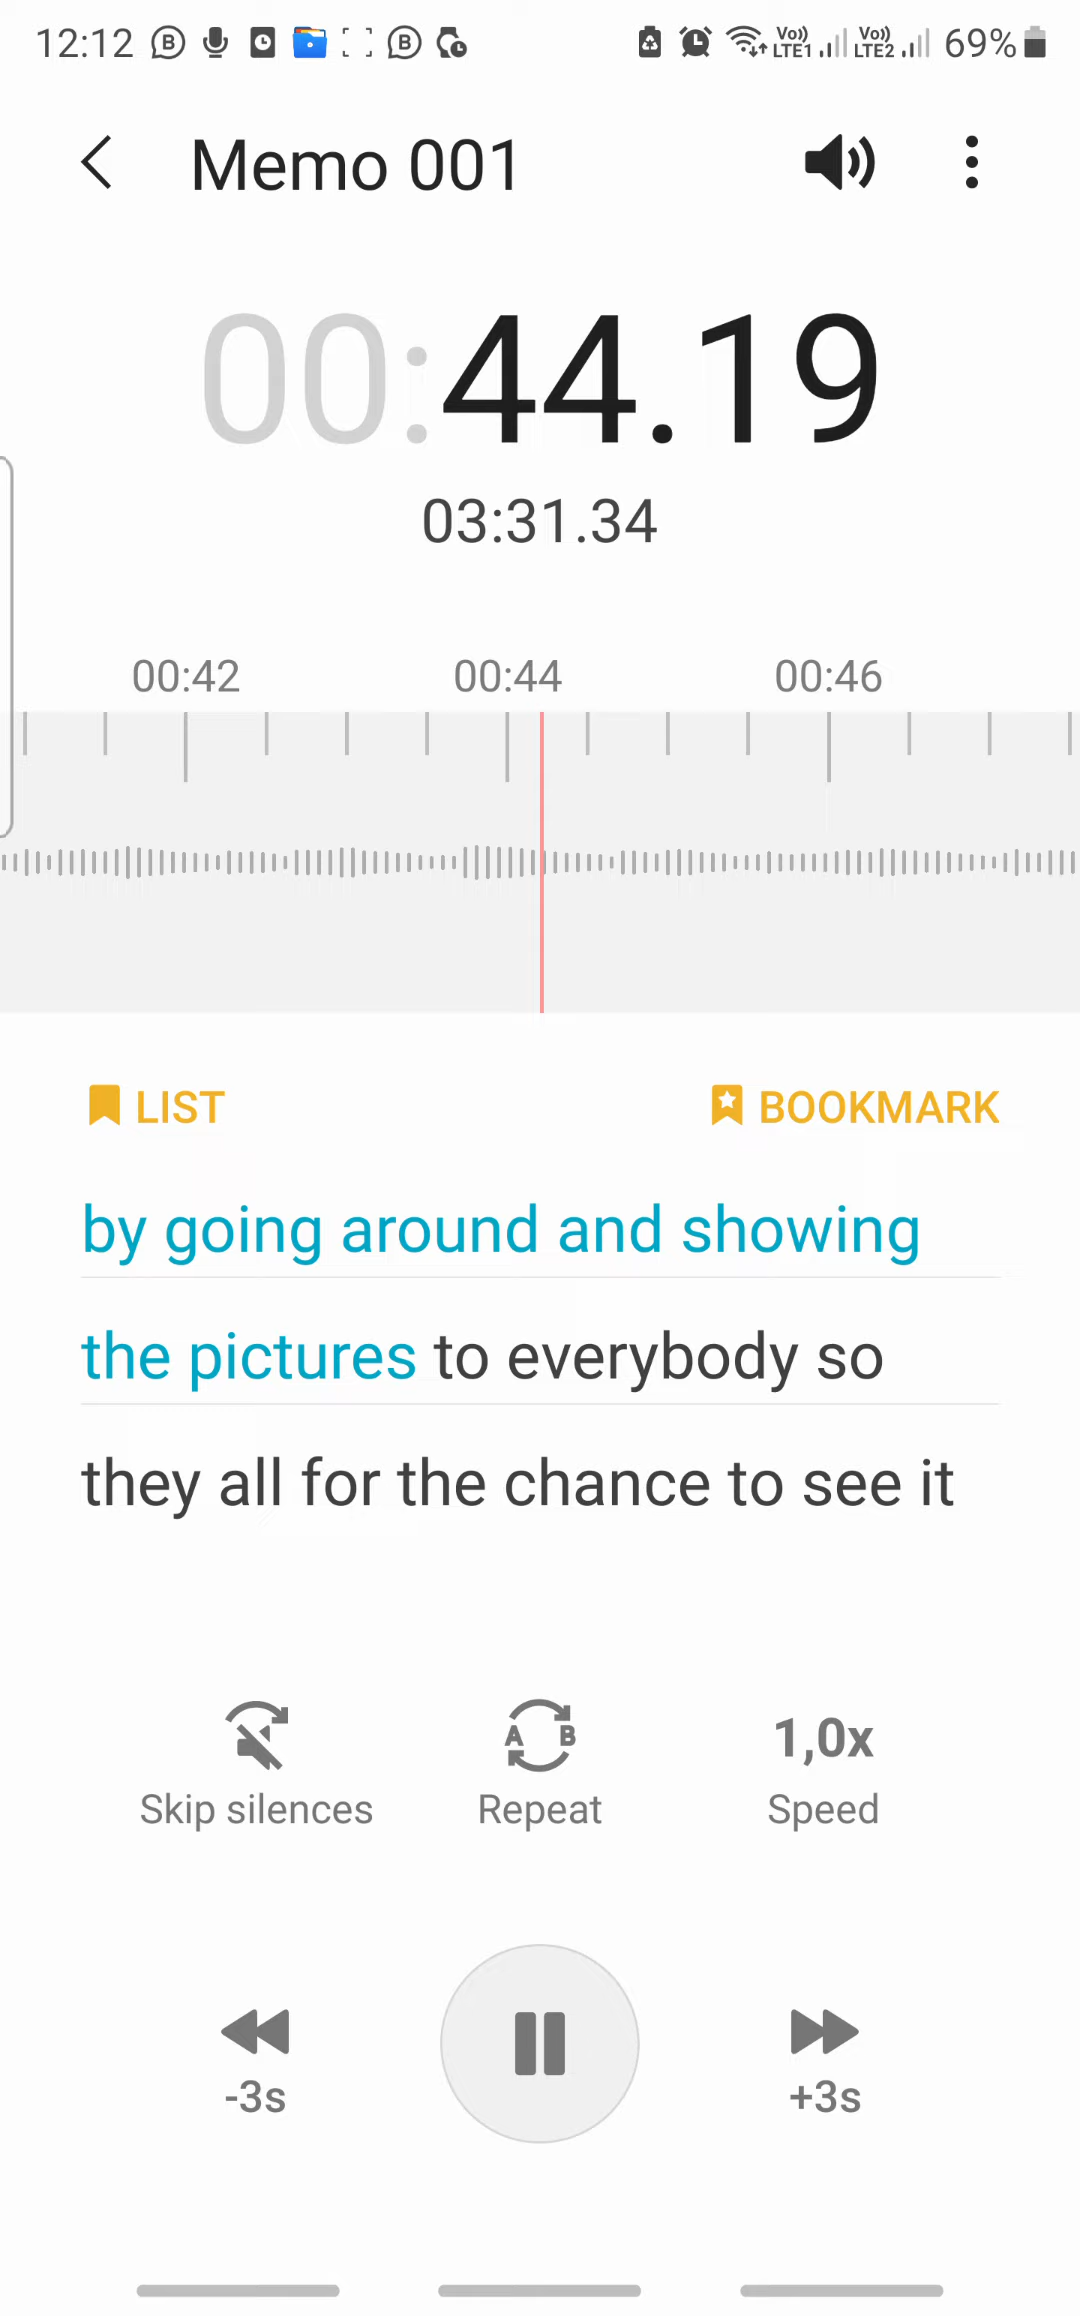 12:12 69%
Memo 001
00:44.19
03:31.34
00:42 00:44 00:46
LIST BOOKMARK
by going around and showing
the pictures to everybody so
they all for the chance to see it
A B 1,0x
Skip silences Repeat Speed
-3s +3s